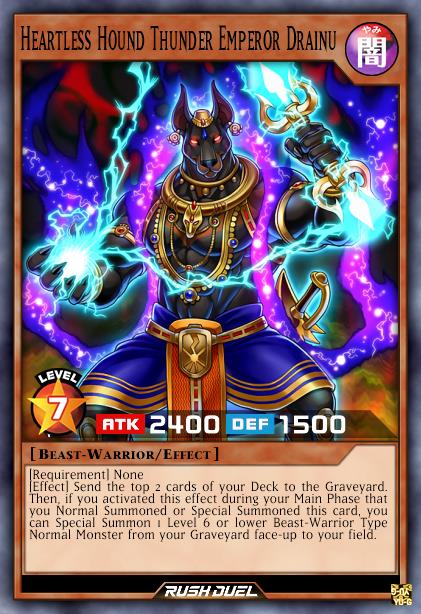 Heartless Hound Thunder Emperor Drainu
やみ
闇
LEVEL
7
ATK 2400 DEF 1500
[Beast-Warrior/Effect]
[Requirement] None
[Effect] Send the top 2 cards of your Deck to the Graveyard.
Then, if you activated this effect during your Main Phase that
you Normal Summoned or Special Summoned this card, you
can Special Summon 1 Level 6 or lower Beast-Warrior Type
Normal Monster from your Graveyard face-up to your field.
RUSH DUEL